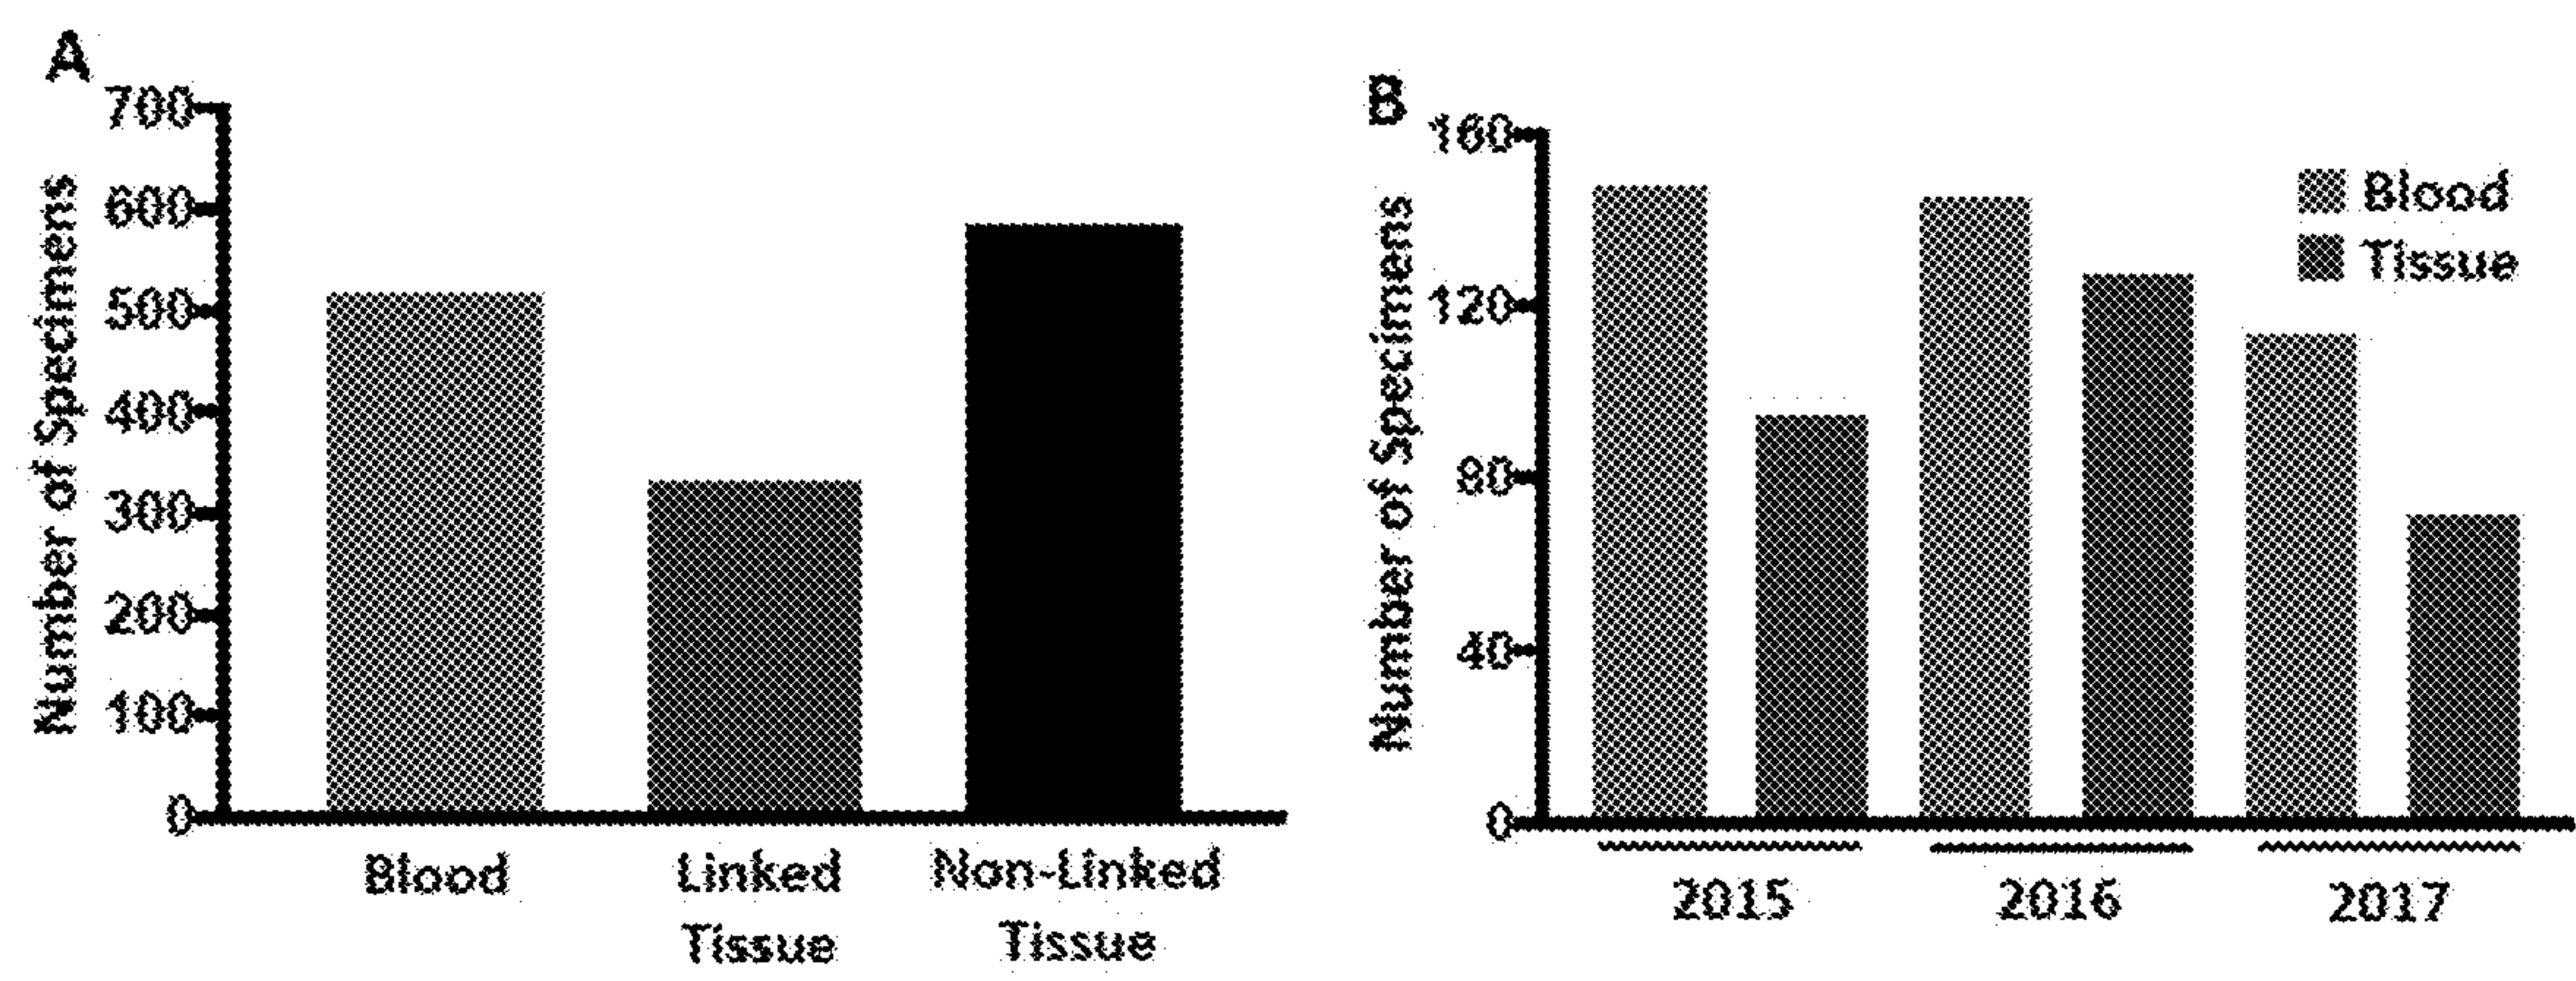 A
700
600
500
400
300
200
100
0
Number of Specimens
Blood
Linked
Tissue
Non-Linked
Tissue
B
160
120
80
40
0
Number of Specimens
Blood
Tissue
2015
2016
2017